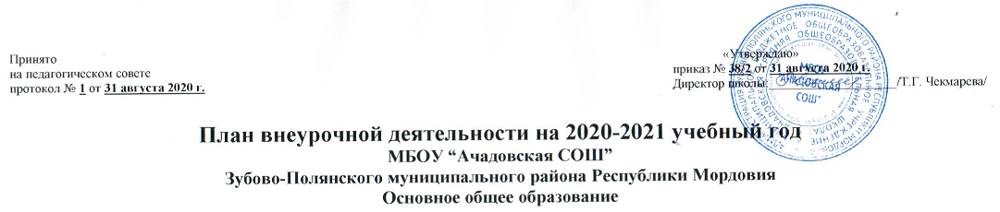 Принято
на педагогическом совете
протокол № 1 от 31 августа 2020 г.
«Утверждаю»
приказ № 38/2 от 31 августа 2020 г.
Директор школы: /Т.Г. Чекмарева/
МБОУ
"АЧАДОВСКАЯ
СОШ"
План внеурочной деятельности на 2020-2021 учебный год
МБОУ “Ачадовская СОШ”
Зубово-Полянского муниципального района Республики Мордовия
Основное общее образование